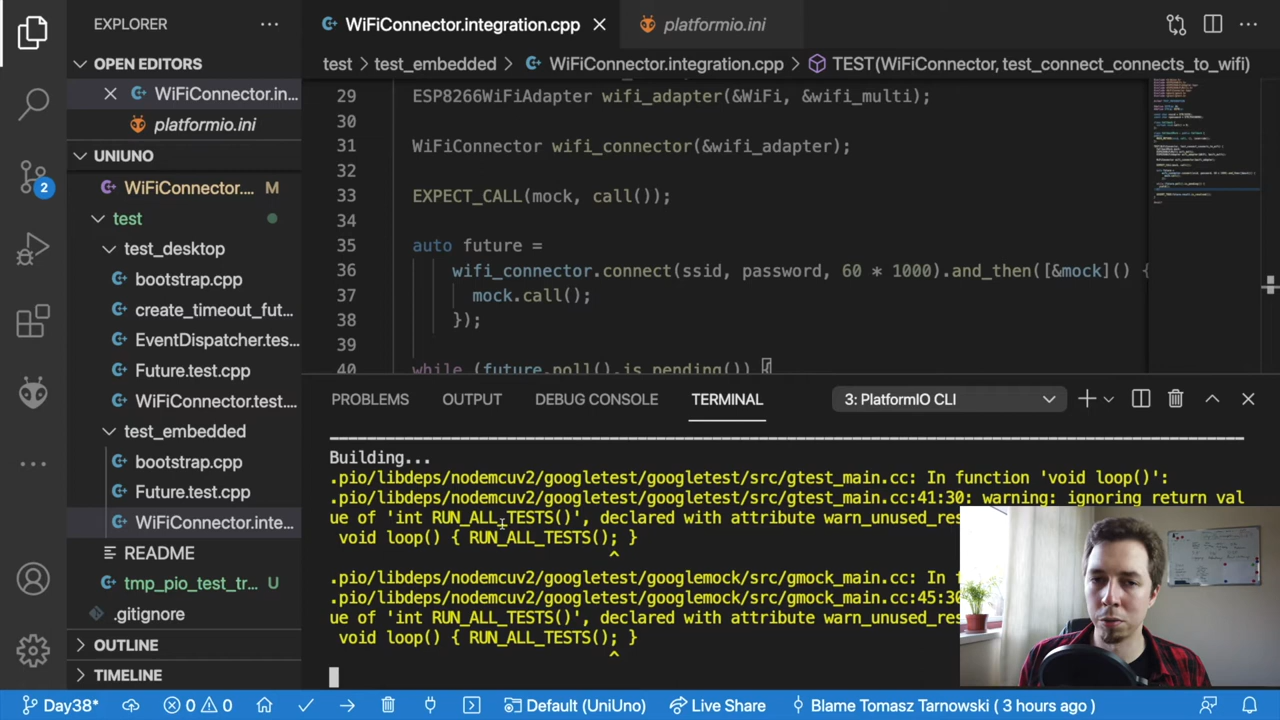 EXPLORER
OPEN EDITORS
WiFiConnector.in...
platformio.ini
UNIUNO
WiFiConnector.... M
test
test_desktop
bootstrap.cpp
create_timeout_fut...
EventDispatcher.tes...
Future.test.cpp
WiFiConnector.test....
test_embedded
bootstrap.cpp
Future.test.cpp
WiFiConnector.inte...
README
tmp_pio_test_tr... U
.gitignore
OUTLINE
TIMELINE
2
WiFiConnector.integration.cpp
platformio.ini
test > test_embedded > WiFiConnector.integration.cpp > TEST(WiFiConnector, test_connect_connects_to_wifi)
29 ESP8266WiFiAdapter wifi_adapter(&WiFi, &wifi_multi);
30
31 WiFiConnector wifi_connector(&wifi_adapter);
32
33 EXPECT_CALL(mock, call());
34
35 auto future =
36 wifi_connector.connect(ssid, password, 60 * 1000).and_then([&mock]() {
37 mock.call();
38 });
39
40 while (future.poll().is_pending()) {
PROBLEMS OUTPUT DEBUG CONSOLE TERMINAL 3: PlatformIO CLI
Building...
.pio/libdeps/nodemcuv2/googletest/googletest/src/gtest_main.cc: In function 'void loop()':
.pio/libdeps/nodemcuv2/googletest/googletest/src/gtest_main.cc:41:30: warning: ignoring return val
ue of 'int RUN_ALL_TESTS()', declared with attribute warn_unused_res
void loop() { RUN_ALL_TESTS(); }
^
.pio/libdeps/nodemcuv2/googletest/googlemock/src/gmock_main.cc: In
.pio/libdeps/nodemcuv2/googletest/googlemock/src/gmock_main.cc:45:30
ue of 'int RUN_ALL_TESTS()', declared with attribute warn_unused_res
void loop() { RUN_ALL_TESTS(); }
^
Day38* 0 0 Default (UniUno) Live Share Blame Tomasz Tarnowski ( 3 hours ago )